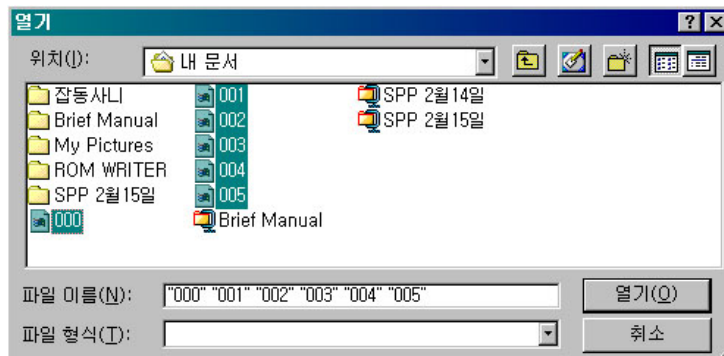 열기
위치(I): 내 문서
잡동사니
Brief Manual
My Pictures
ROM WRITER
SPP 2월15일
000
001
002
003
004
005
Brief Manual
SPP 2월14일
SPP 2월15일
파일 이름(N): "000" "001" "002" "003" "004" "005" 열기(O)
파일 형식(T): 취소